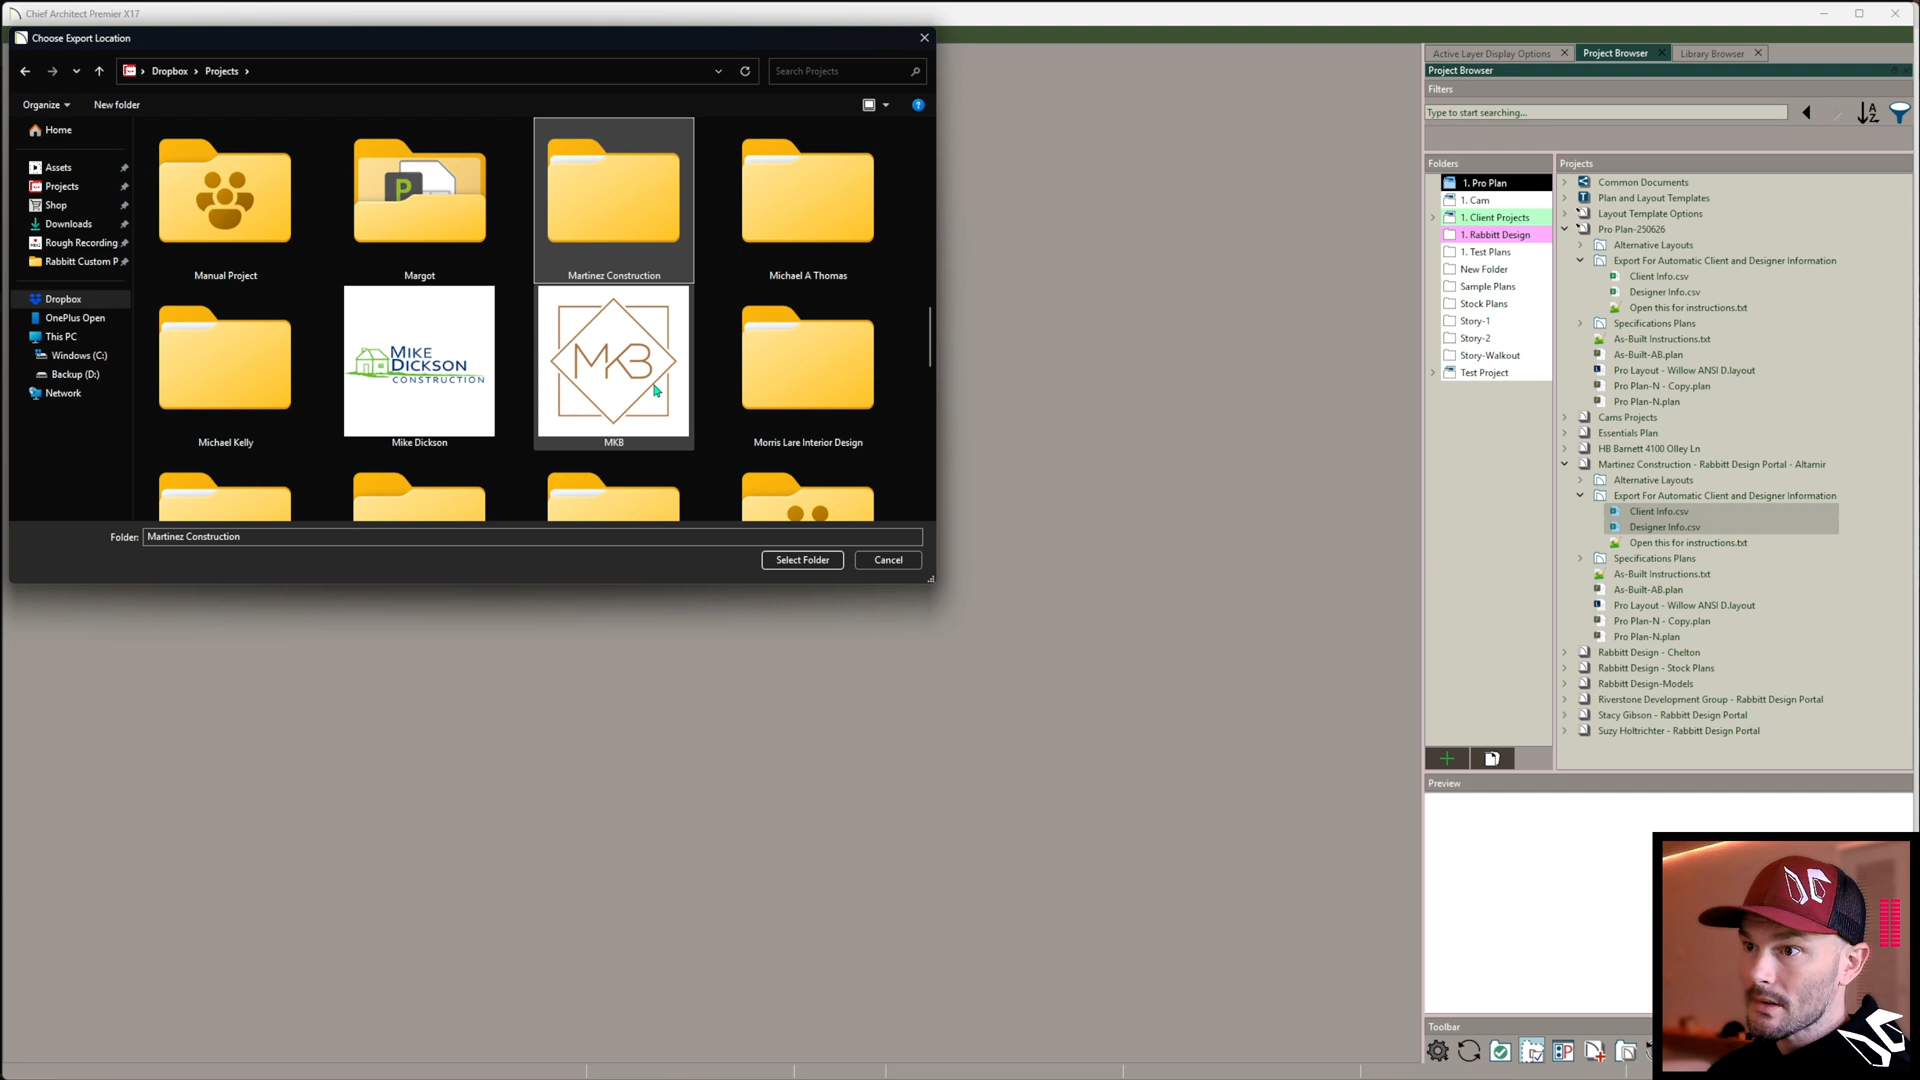 Chief Architect Premier X17
Choose Export Location
Dropbox
Projects
Search Projects
Organize
New folder
Home
Assets
Projects
Shop
Downloads
Rough Recording
Rabbitt Custom P
Dropbox
OnePlus Open
This PC
Windows (C:)
Backup (D:)
Network
Manual Project
Margot
Martinez Construction
Michael A Thomas
P
MIKE
DICKSON
CONSTRUCTION
MKB
Michael Kelly
Mike Dickson
MKB
Morris Lare Interior Design
Folder:
Martinez Construction
Select Folder
Cancel
Active Layer Display Options
Project Browser
Library Browser
Project Browser
Filters
Type to start searching...
Folders
1. Pro Plan
1. Cam
1. Client Projects
1. Rabbitt Design
1. Test Plans
New Folder
Sample Plans
Stock Plans
Story-1
Story-2
Story-Walkout
Test Project
Projects
Common Documents
Plan and Layout Templates
Layout Template Options
Pro Plan-250626
Alternative Layouts
Export For Automatic Client and Designer Information
Client Info.csv
Designer Info.csv
Open this for instructions.txt
Specifications Plans
As-Built Instructions.txt
As-Built-AB.plan
Pro Layout - Willow ANSI D.layout
Pro Plan-N - Copy.plan
Pro Plan-N.plan
Cams Projects
Essentials Plan
HB Barnett 4100 Olley Ln
Martinez Construction - Rabbitt Design Portal - Altamir
Alternative Layouts
Export For Automatic Client and Designer Information
Client Info.csv
Designer Info.csv
Open this for instructions.txt
Specifications Plans
As-Built Instructions.txt
As-Built-AB.plan
Pro Layout - Willow ANSI D.layout
Pro Plan-N - Copy.plan
Pro Plan-N.plan
Rabbitt Design - Chelton
Rabbitt Design - Stock Plans
Rabbitt Design-Models
Riverstone Development Group - Rabbitt Design Portal
Stacy Gibson - Rabbitt Design Portal
Suzy Holtrichter - Rabbitt Design Portal
Preview
Toolbar